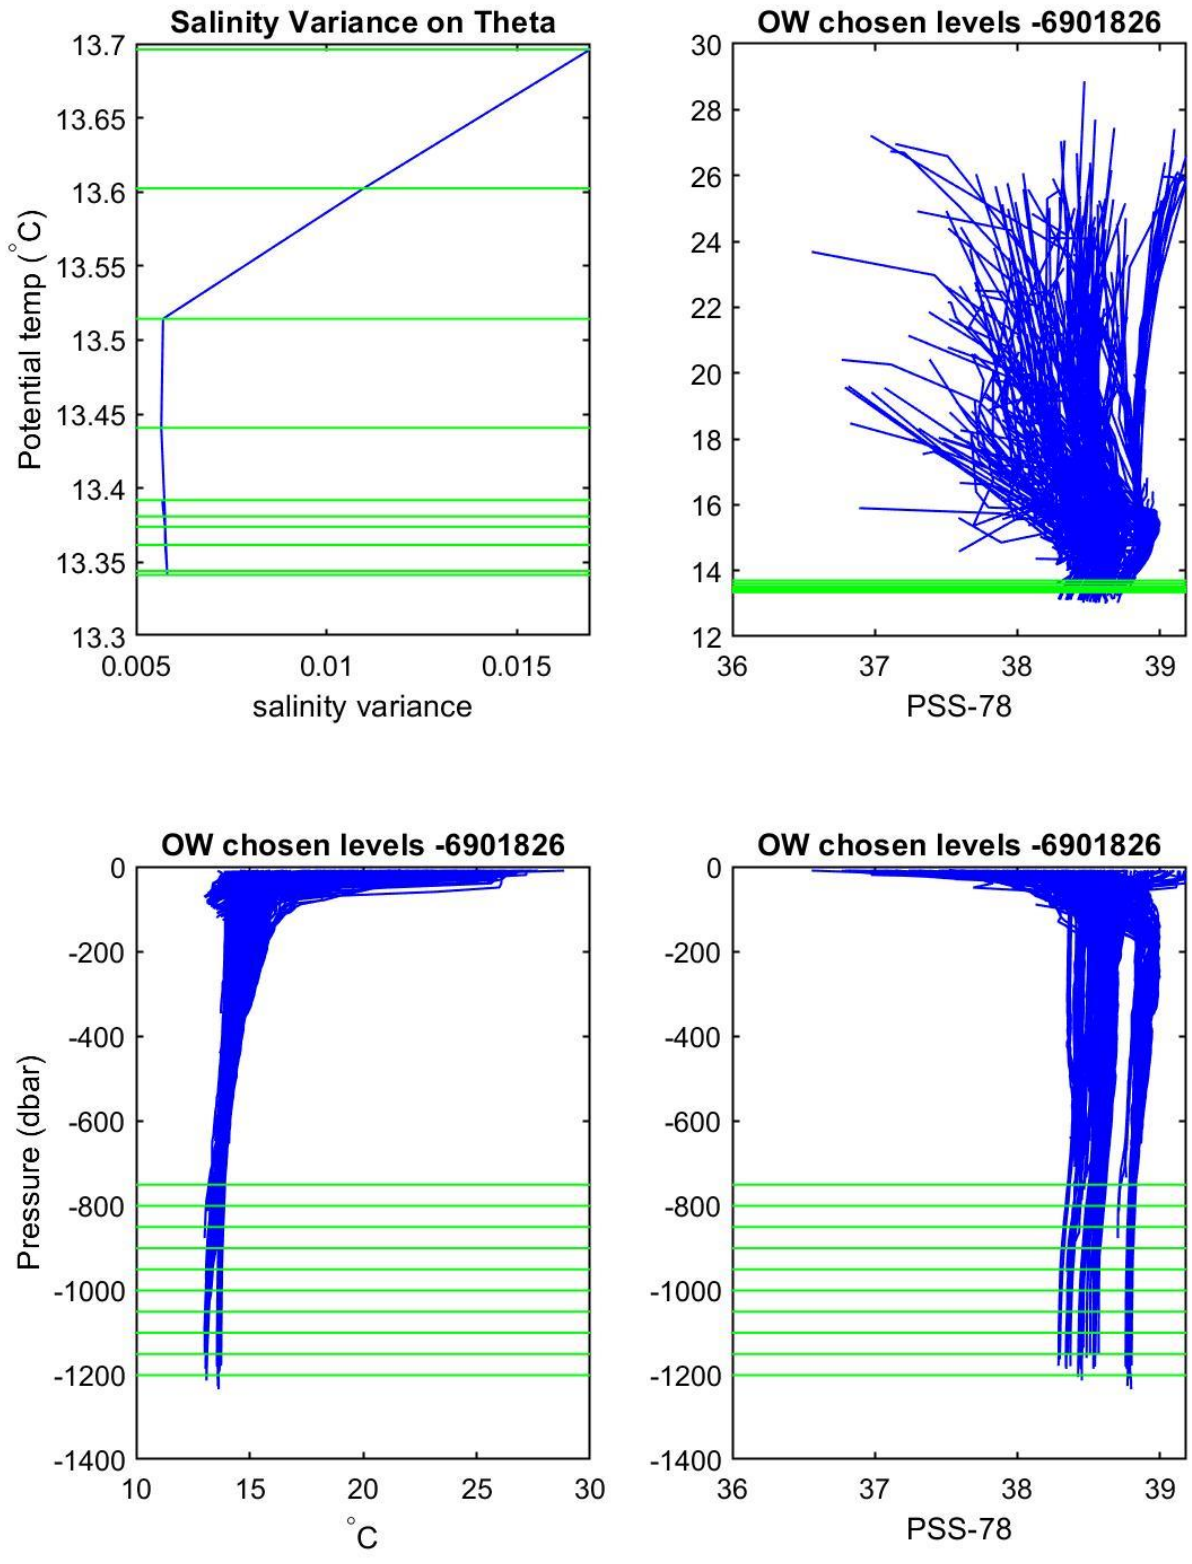 Salinity Variance on Theta
13.7
13.65
13.6
13.55
13.5
13.45
13.4
13.35
13.3
Potential temp (°C)
0.005 0.01 0.015
salinity variance
OW chosen levels -6901826
30
28
26
24
22
20
18
16
14
12
36 37 38 39
PSS-78
OW chosen levels -6901826
0
-200
-400
-600
-800
-1000
-1200
-1400
Pressure (dbar)
10 15 20 25 30
°C
OW chosen levels -6901826
0
-200
-400
-600
-800
-1000
-1200
-1400
36 37 38 39
PSS-78